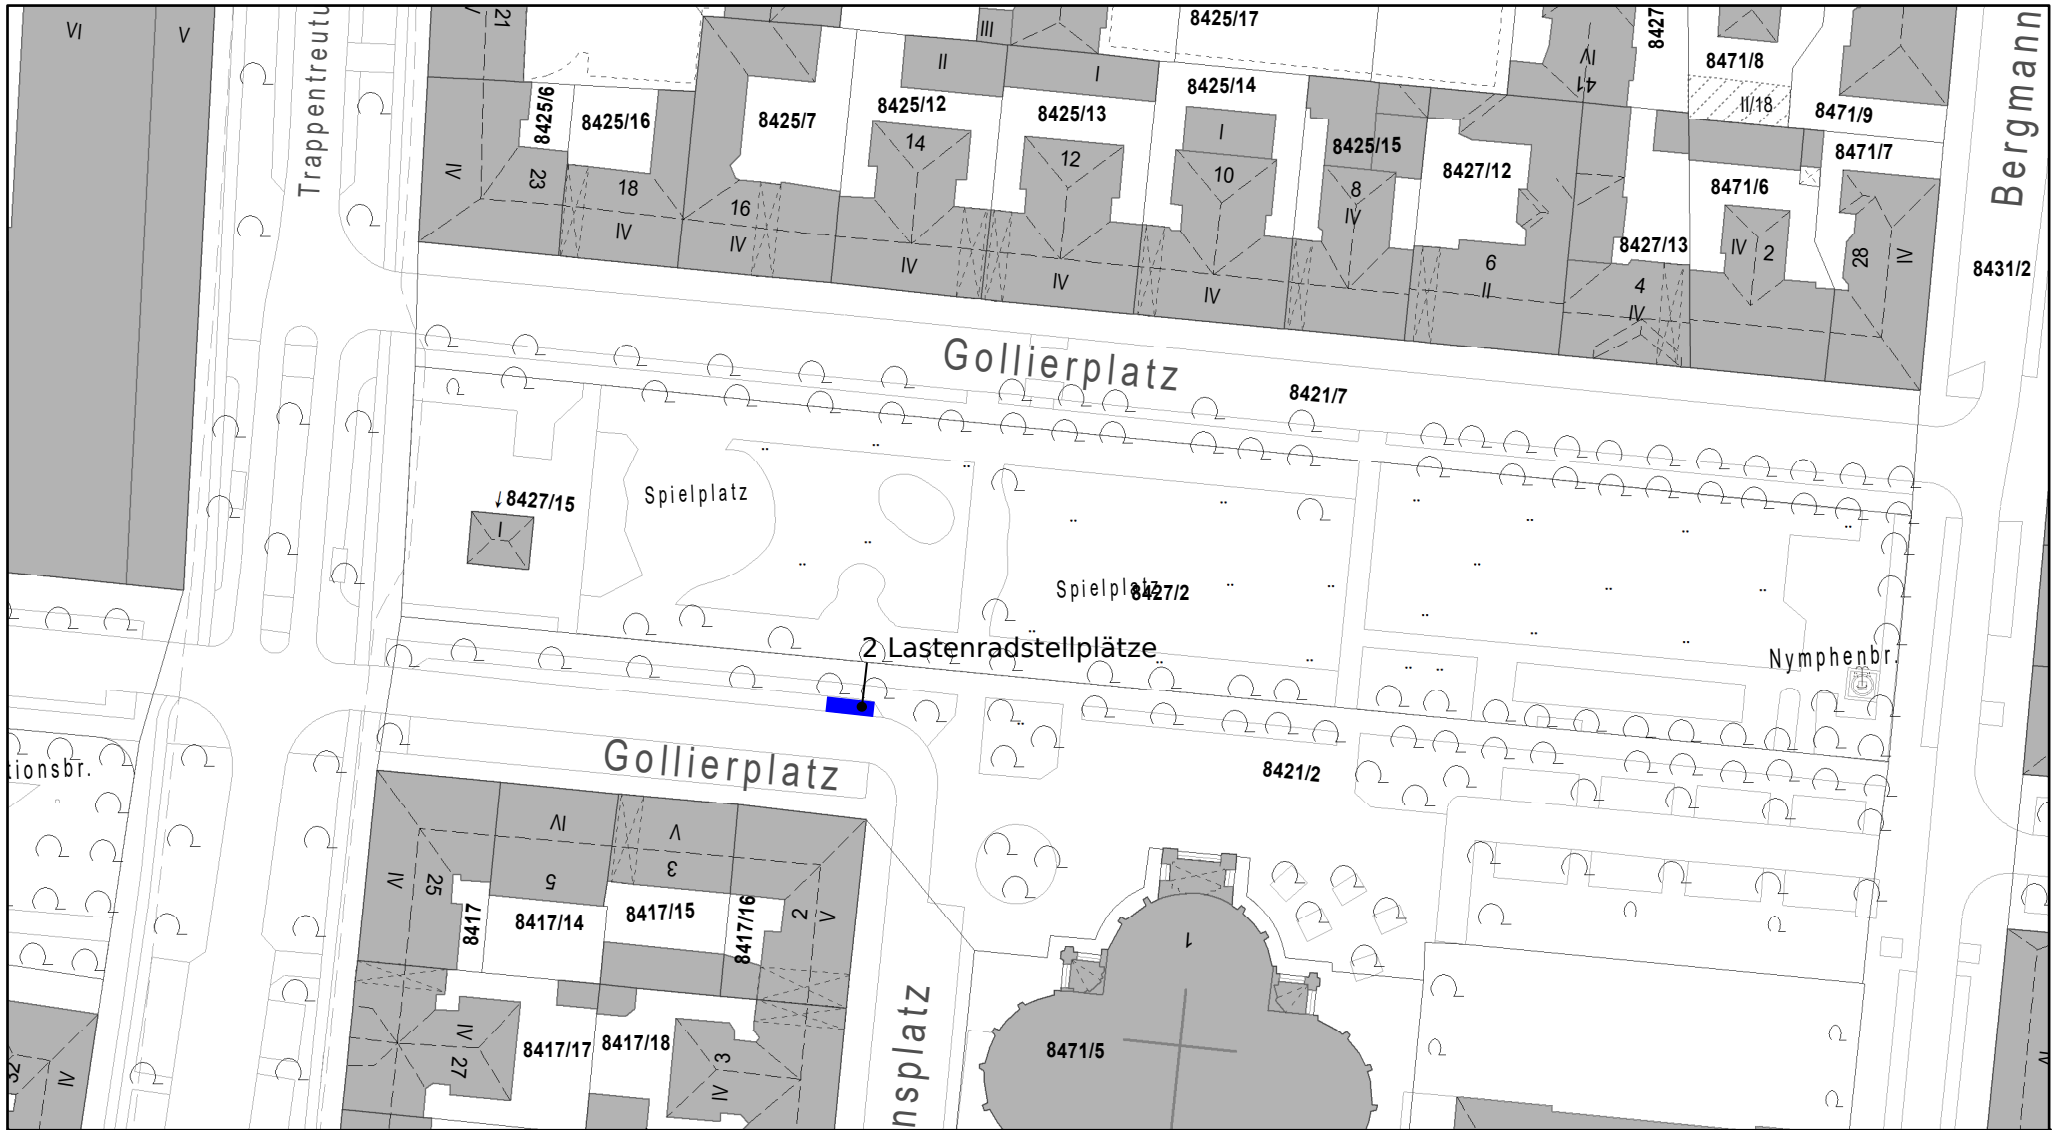 VI
V
21
V
Trappentreutu
8425/6
8425/16
8425/7
II
8425/12
III
I
8425/13
8425/17
8425/14
I
8425/15
8427/12
IV
41
8427
8471/8
II/18
8471/9
8471/7
8471/6
Bergmann
8431/2
IV
23
18
IV
16
IV
14
IV
12
IV
10
IV
8
IV
6
II
8427/13
4
IV
IV
2
28
IV
Gollierplatz
8421/7
8427/15
I
Spielplatz
Spielplatz
8427/2
2 Lastenradstellplätze
Nymphenbr.
Gollierplatz
8421/2
tionsbr.
IV
V
3
5
25
IV
8417
8417/14
8417/15
8417/16
2
V
1
IV
27
8417/17
8417/18
3
IV
nsplatz
8471/5
32
IV